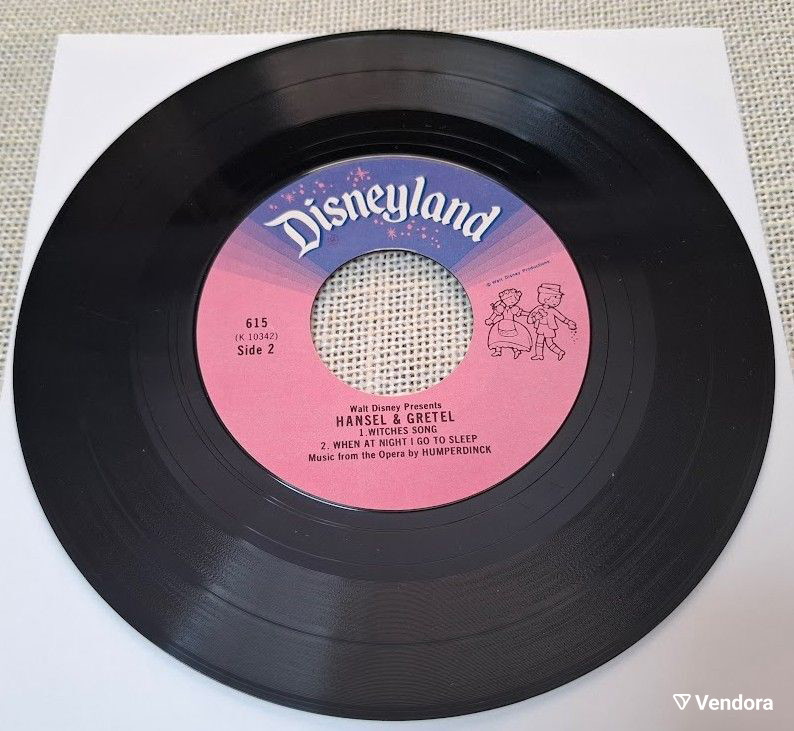 Disneyland
®
© Walt Disney Productions
615
(K 10342)
Side 2
Walt Disney Presents
HANSEL & GRETEL
1.WITCHES SONG
2. WHEN AT NIGHT I GO TO SLEEP
Music from the Opera by HUMPERDINCK
Vendora